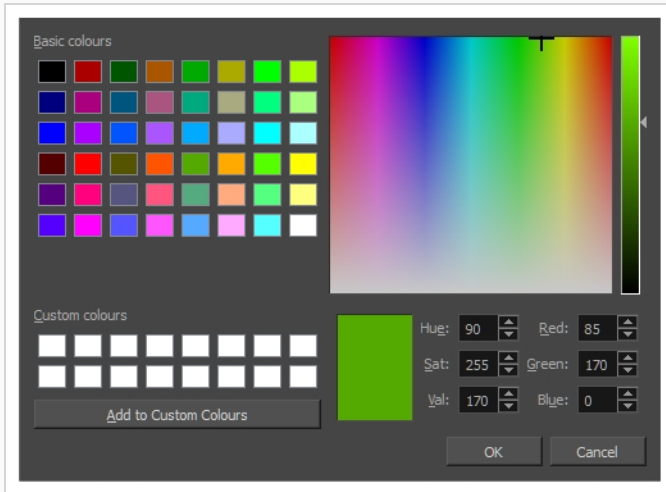 Basic colours
Custom colours
Add to Custom Colours
Hue: 90 Red: 85
Sat: 255 Green: 170
Val: 170 Blue: 0
OK Cancel